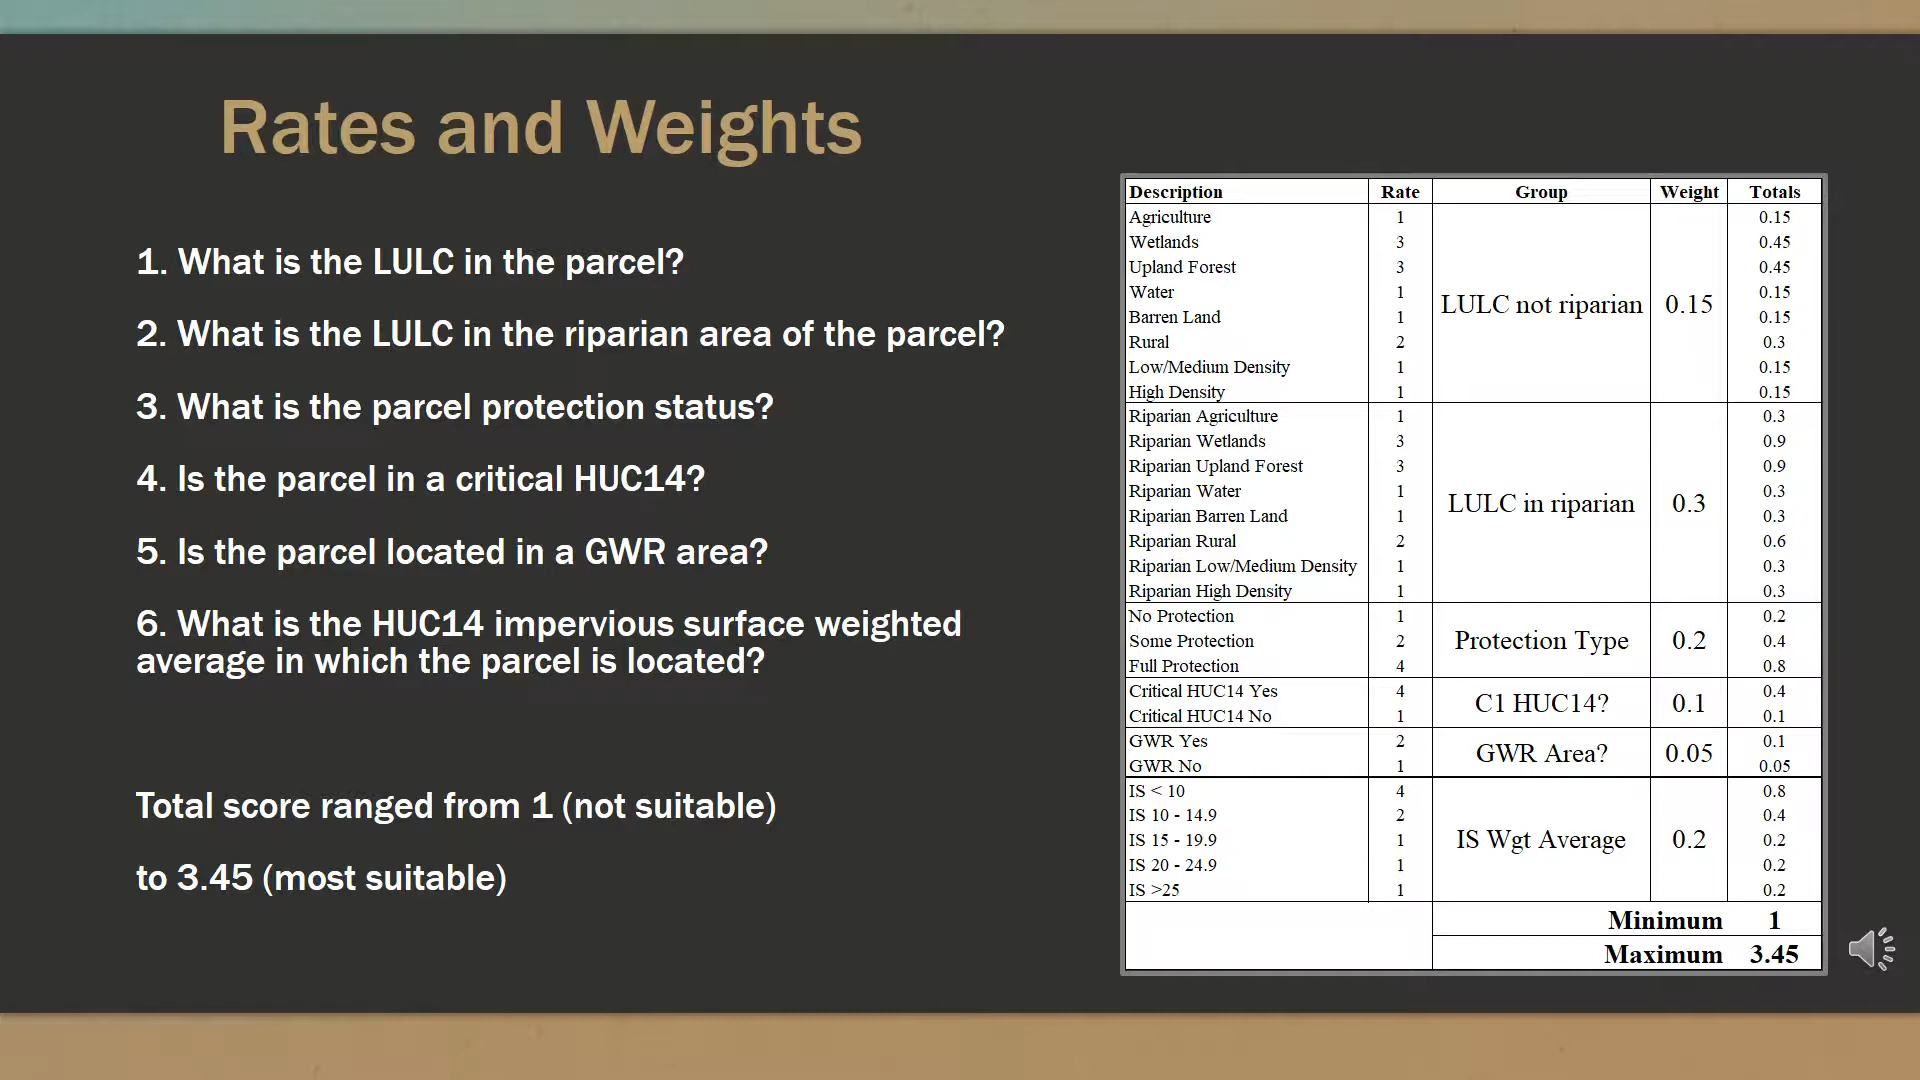 Rates and Weights
1. What is the LULC in the parcel?
2. What is the LULC in the riparian area of the parcel?
3. What is the parcel protection status?
4. Is the parcel in a critical HUC14?
5. Is the parcel located in a GWR area?
6. What is the HUC14 impervious surface weighted
average in which the parcel is located?
Total score ranged from 1 (not suitable)
to 3.45 (most suitable)
Description Rate Group Weight Totals
Agriculture 1 0.15
Wetlands 3 0.45
Upland Forest 3 0.45
Water 1 0.15
LULC not riparian 0.15
Barren Land 1 0.15
Rural 2 0.3
Low/Medium Density 1 0.15
High Density 1 0.15
Riparian Agriculture 1 0.3
Riparian Wetlands 3 0.9
Riparian Upland Forest 3 0.9
Riparian Water 1 0.3
LULC in riparian 0.3
Riparian Barren Land 1 0.3
Riparian Rural 2 0.6
Riparian Low/Medium Density 1 0.3
Riparian High Density 1 0.3
No Protection 1 0.2
Some Protection 2 Protection Type 0.2 0.4
Full Protection 4 0.8
Critical HUC14 Yes 4 0.4
C1 HUC14? 0.1
Critical HUC14 No 1 0.1
GWR Yes 2 0.1
GWR Area? 0.05
GWR No 1 0.05
IS < 10 4 0.8
IS 10 - 14.9 2 0.4
IS 15 - 19.9 1 IS Wgt Average 0.2 0.2
IS 20 - 24.9 1 0.2
IS >25 1 0.2
Minimum 1
Maximum 3.45